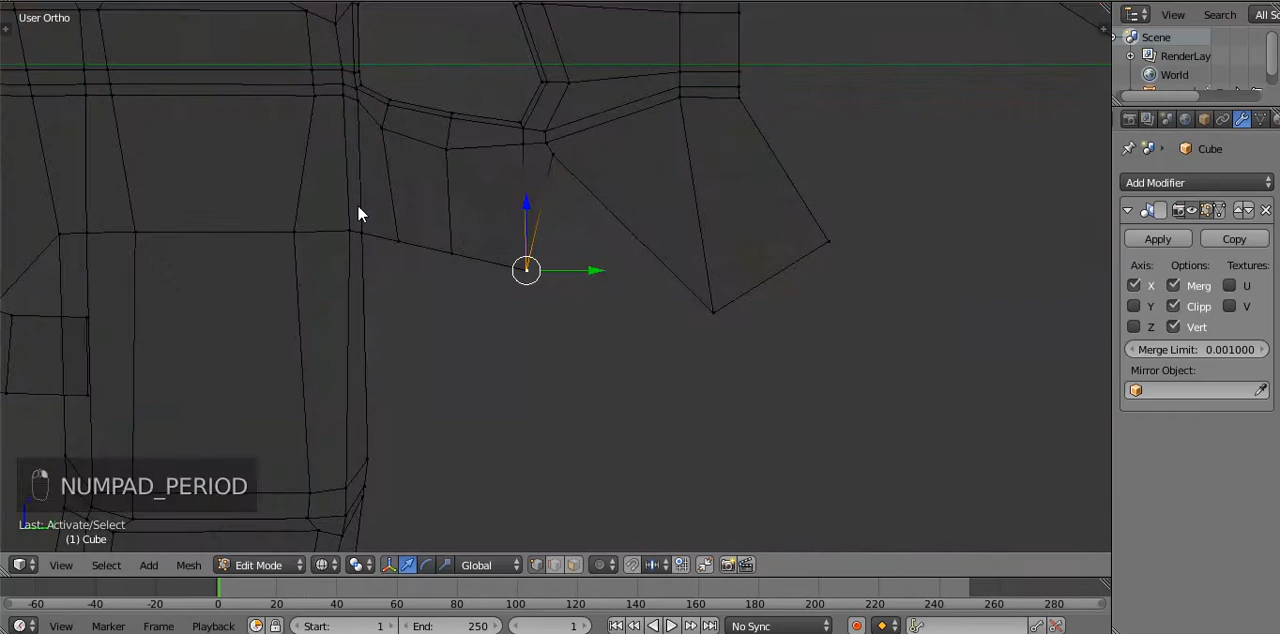 User Ortho
View Search All S
Scene
RenderLay
World
Cube
Add Modifier
Apply Copy
Axis: Options: Textures:
X Merg U
Y Clipp V
Z Vert
Merge Limit: 0.001000
Mirror Object:
NUMPAD_PERIOD
Last: Activate/Select
(1) Cube
View Select Add Mesh Edit Mode Global
-60 -40 -20 0 20 40 60 80 100 120 140 160 180 200 220 240 260 280
View Marker Frame Playback Start: 1 End: 250 1 No Sync